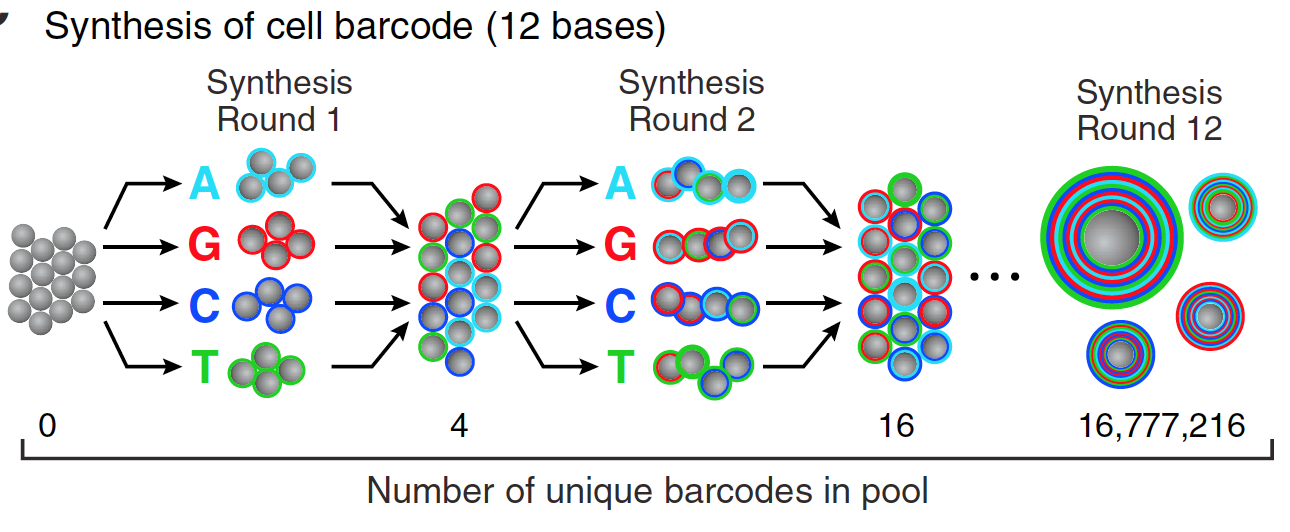 Synthesis of cell barcode (12 bases)
Synthesis
Round 1
Synthesis
Round 2
Synthesis
Round 12
A
G
C
T
A
G
C
T
...
0
4
16
16,777,216
Number of unique barcodes in pool